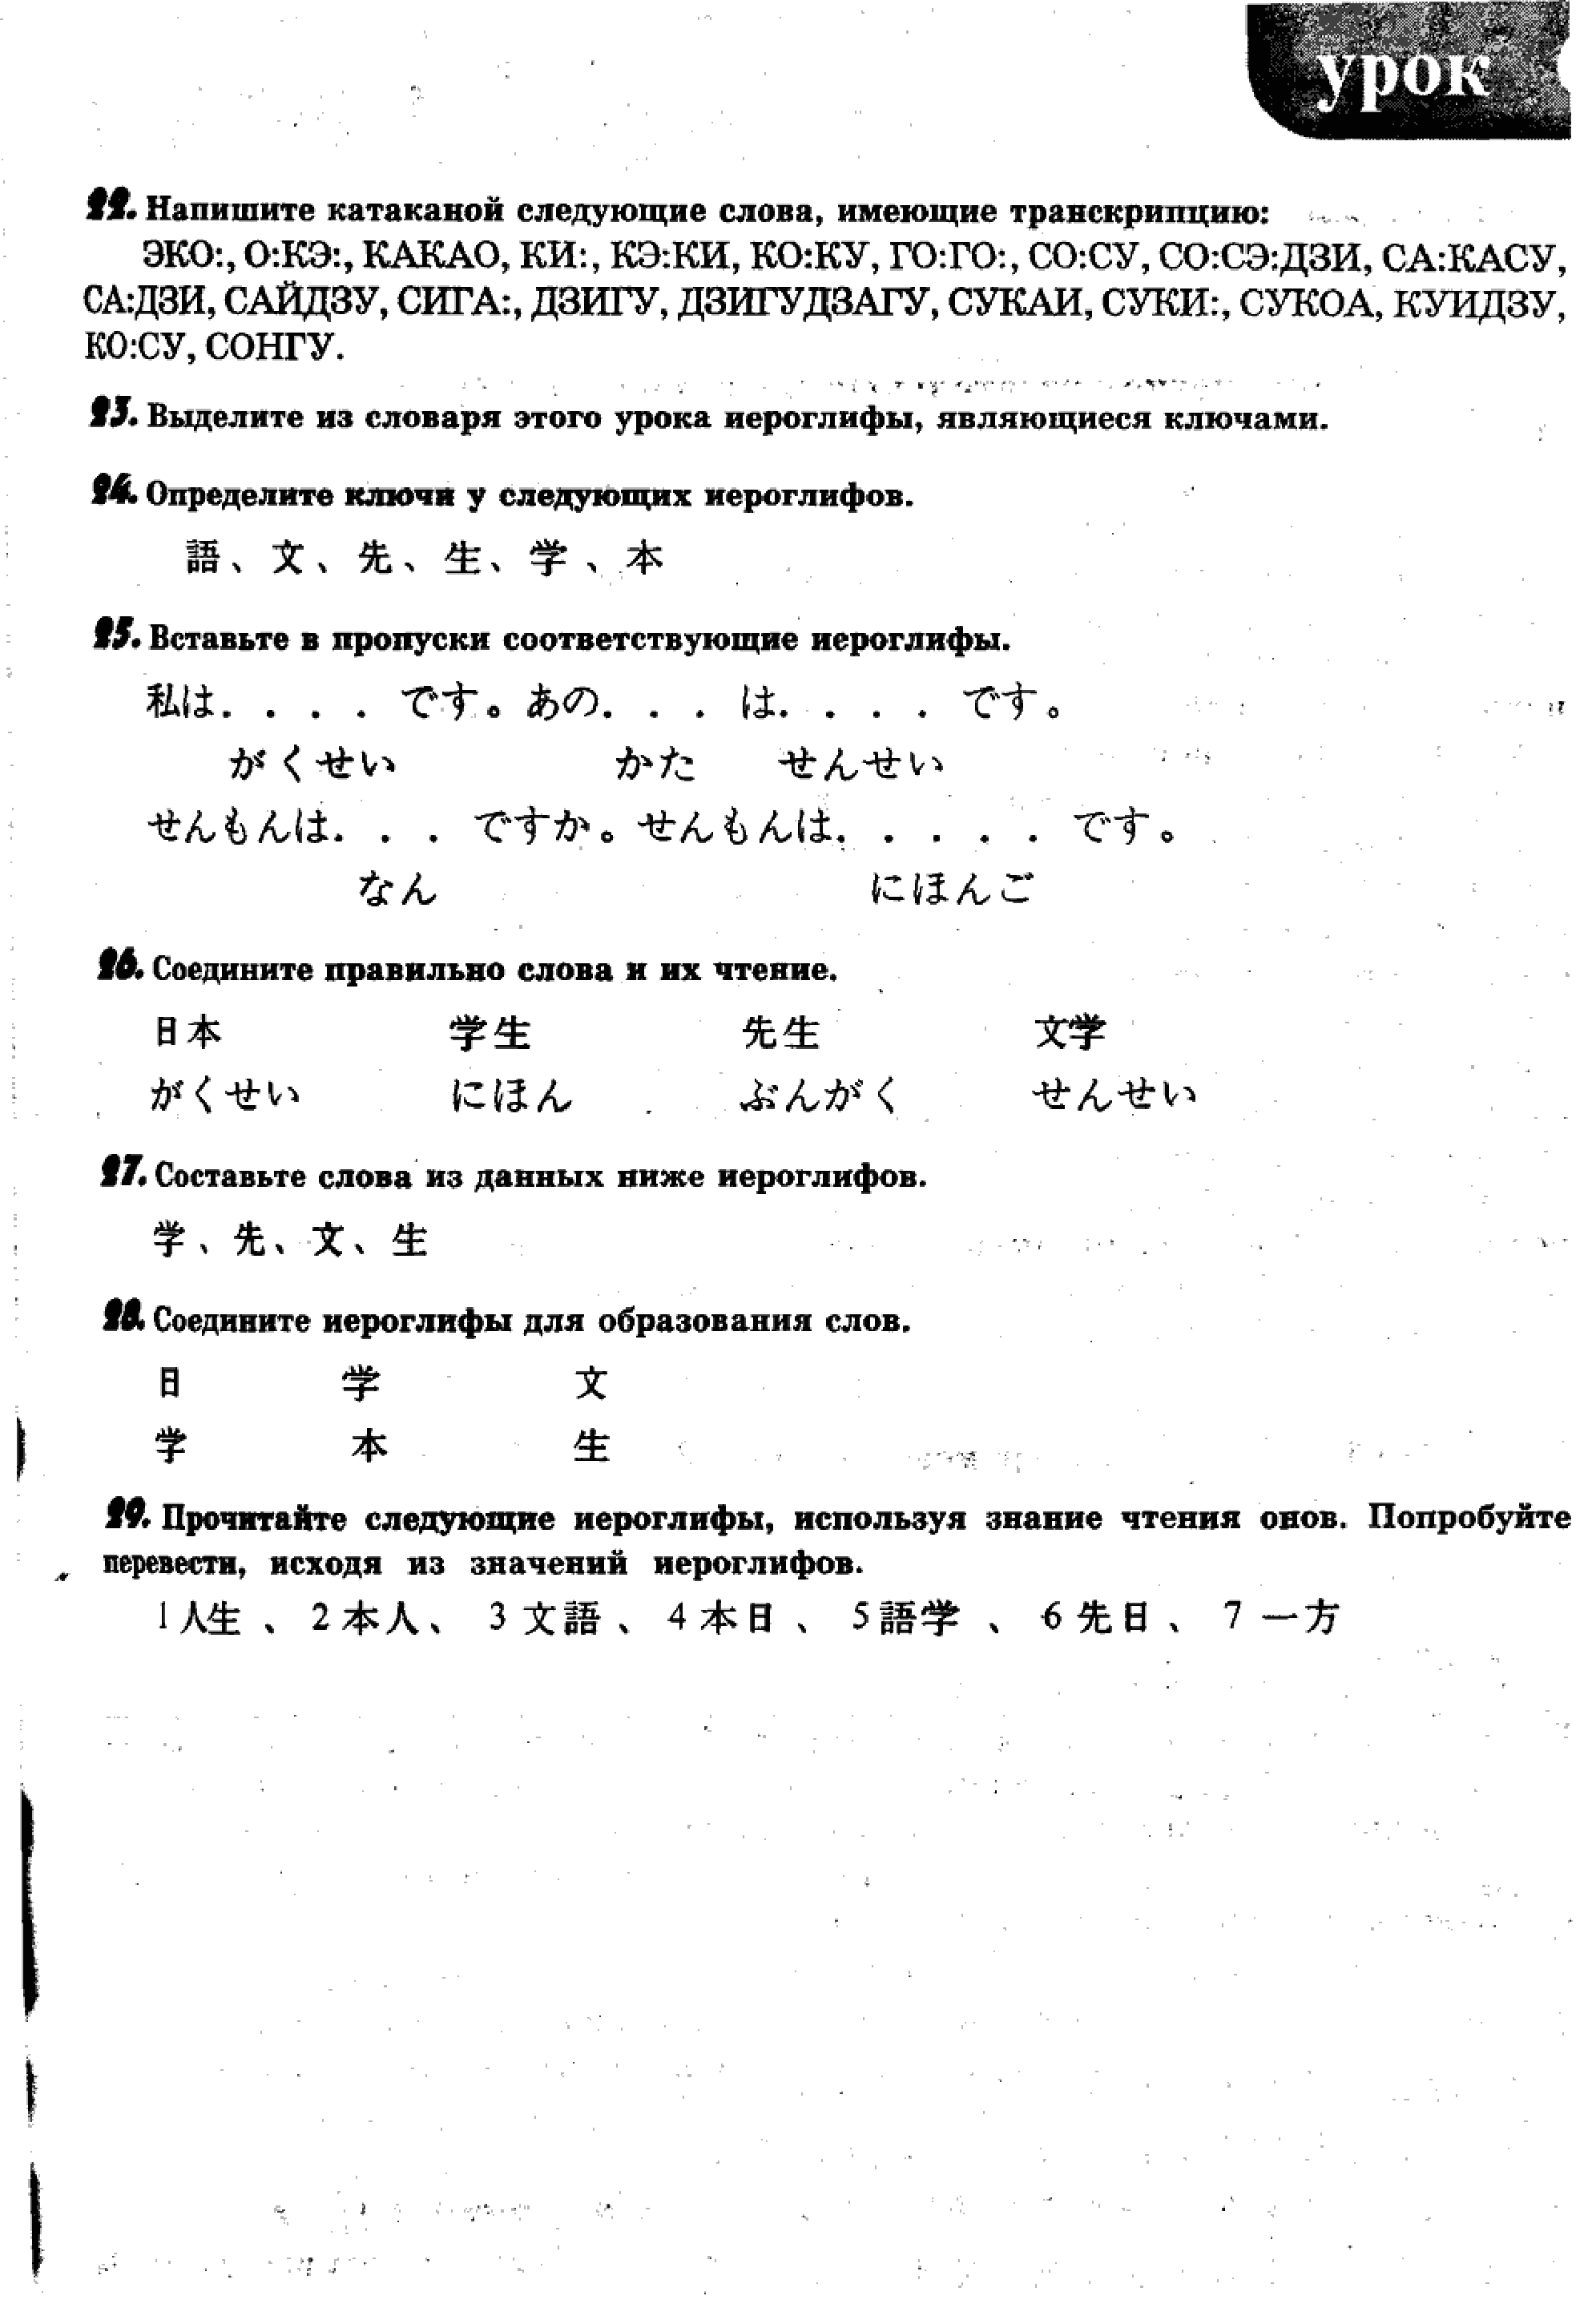 урок
22. Напишите катаканой следующие слова, имеющие транскрипцию:
ЭКО:, О:КЭ:, КАКАО, КИ:, КЭ:КИ, КО:КУ, ГО:ГО:, СО:СУ, СО:СЭ:ДЗИ, СА:КАСУ,
СА:ДЗИ, САЙДЗУ, СИГА:, ДЗИГУ, ДЗИГУДЗАГУ, СУКАИ, СУКИ:, СУКОА, КУИДЗУ,
КО:СУ, СОНГУ.
23. Выделите из словаря этого урока иероглифы, являющиеся ключами.
24. Определите ключи у следующих иероглифов.
語、文、先、生、学、本
25. Вставьте в пропуски соответствующие иероглифы.
私は. . . . です。あの. . . は. . . . です。
がくせい かた せんせい
せんもんは. . . ですか。せんもんは. . . . . です。
なん にほんご
26. Соедините правильно слова и их чтение.
日本 学生 先生 文学
がくせい にほん ぶんがく せんせい
27. Составьте слова из данных ниже иероглифов.
学、先、文、生
28. Соедините иероглифы для образования слов.
日 学 文
学 本 生
29. Прочитайте следующие иероглифы, используя знание чтения онов. Попробуйте
перевести, исходя из значений иероглифов.
1人生、2本人、3文語、4本日、5語学、6先日、7一方